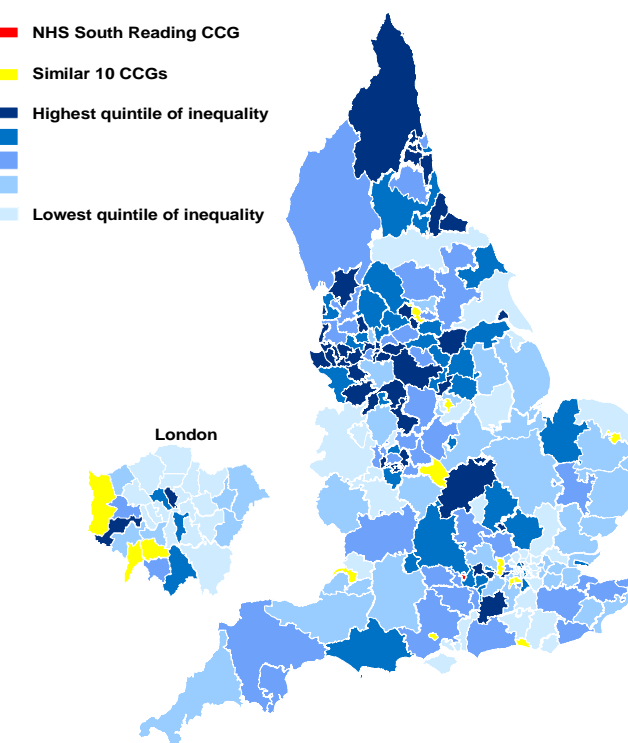 NHS South Reading CCG
Similar 10 CCGs
Highest quintile of inequality
Lowest quintile of inequality
London